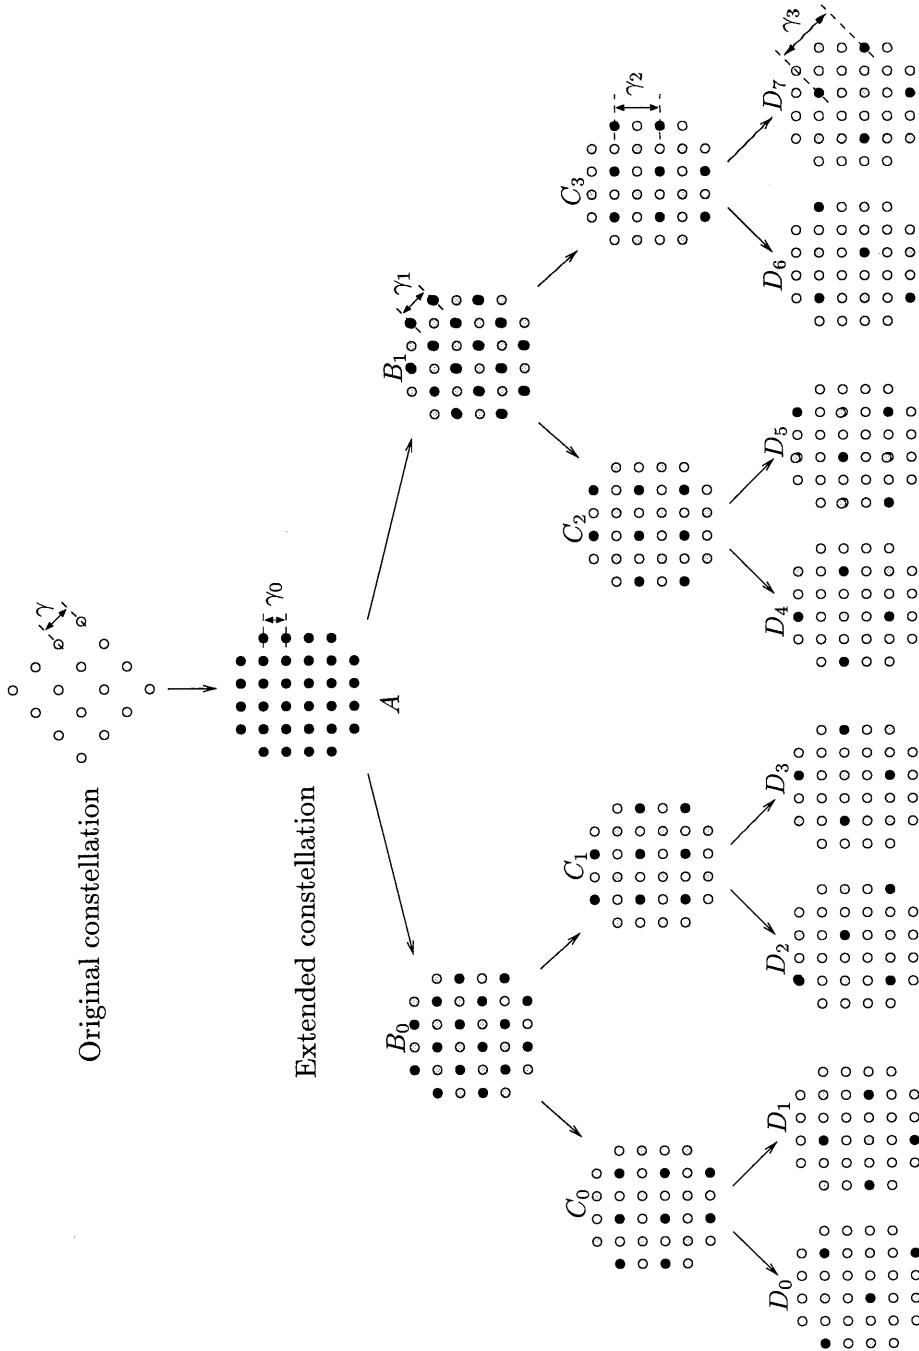 Original constellation
γ
Extended constellation
γ₀
A
B₀
B₁
γ₁
C₀
C₁
C₂
C₃
γ₂
D₀
D₁
D₂
D₃
D₄
D₅
D₆
D₇
γ₃